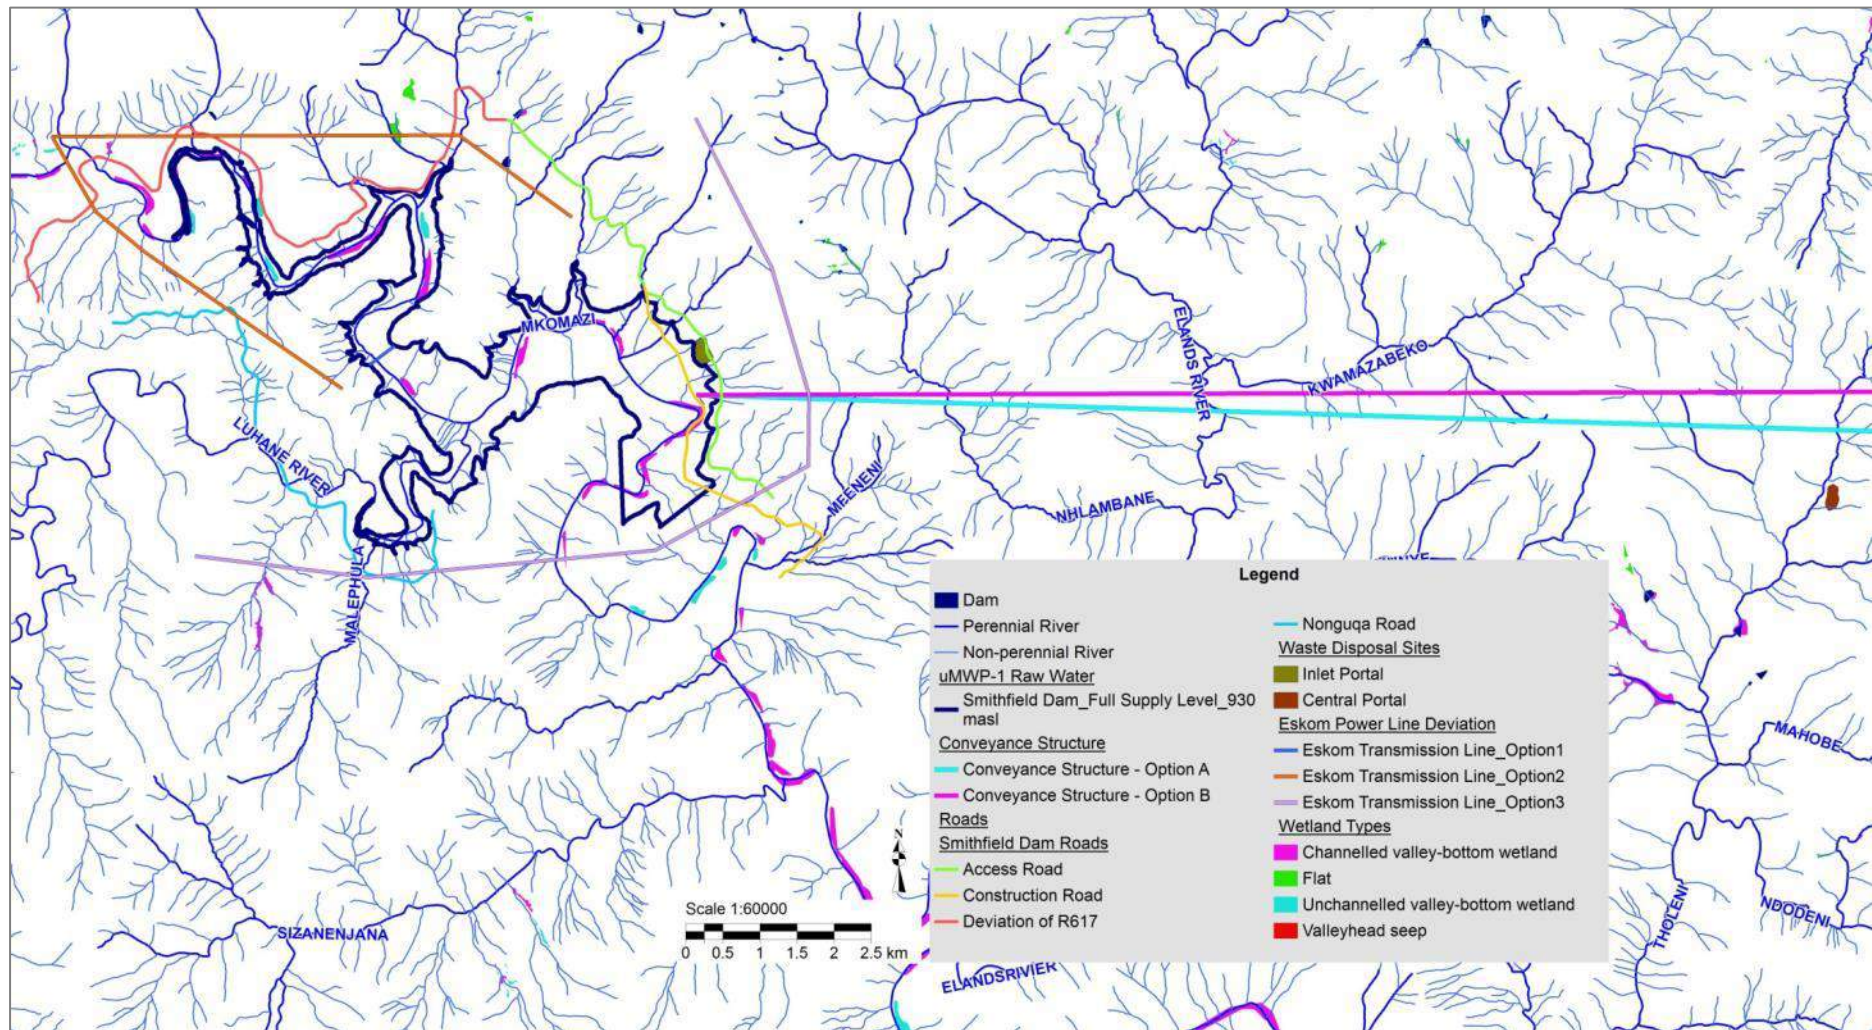 MKOMAZI
ELANDS RIVER
KWAMAZABEKO
LUHANE RIVER
MFENENI
NHLAMBANE
MALEPHULA
Legend
Dam
Perennial River
Non-perennial River
uMWP-1 Raw Water
Smithfield Dam_Full Supply Level_930
masl
Conveyance Structure
Conveyance Structure - Option A
Conveyance Structure - Option B
Roads
Smithfield Dam Roads
Access Road
Construction Road
Deviation of R617
Nonguqa Road
Waste Disposal Sites
Inlet Portal
Central Portal
Eskom Power Line Deviation
Eskom Transmission Line_Option1
Eskom Transmission Line_Option2
Eskom Transmission Line_Option3
Wetland Types
Channelled valley-bottom wetland
Flat
Unchannelled valley-bottom wetland
Valleyhead seep
MAHOBE
N
Scale 1:60000
0 0.5 1 1.5 2 2.5 km
SIZANENJANA
THOLENI
NDODENI
ELANDSRIVIER